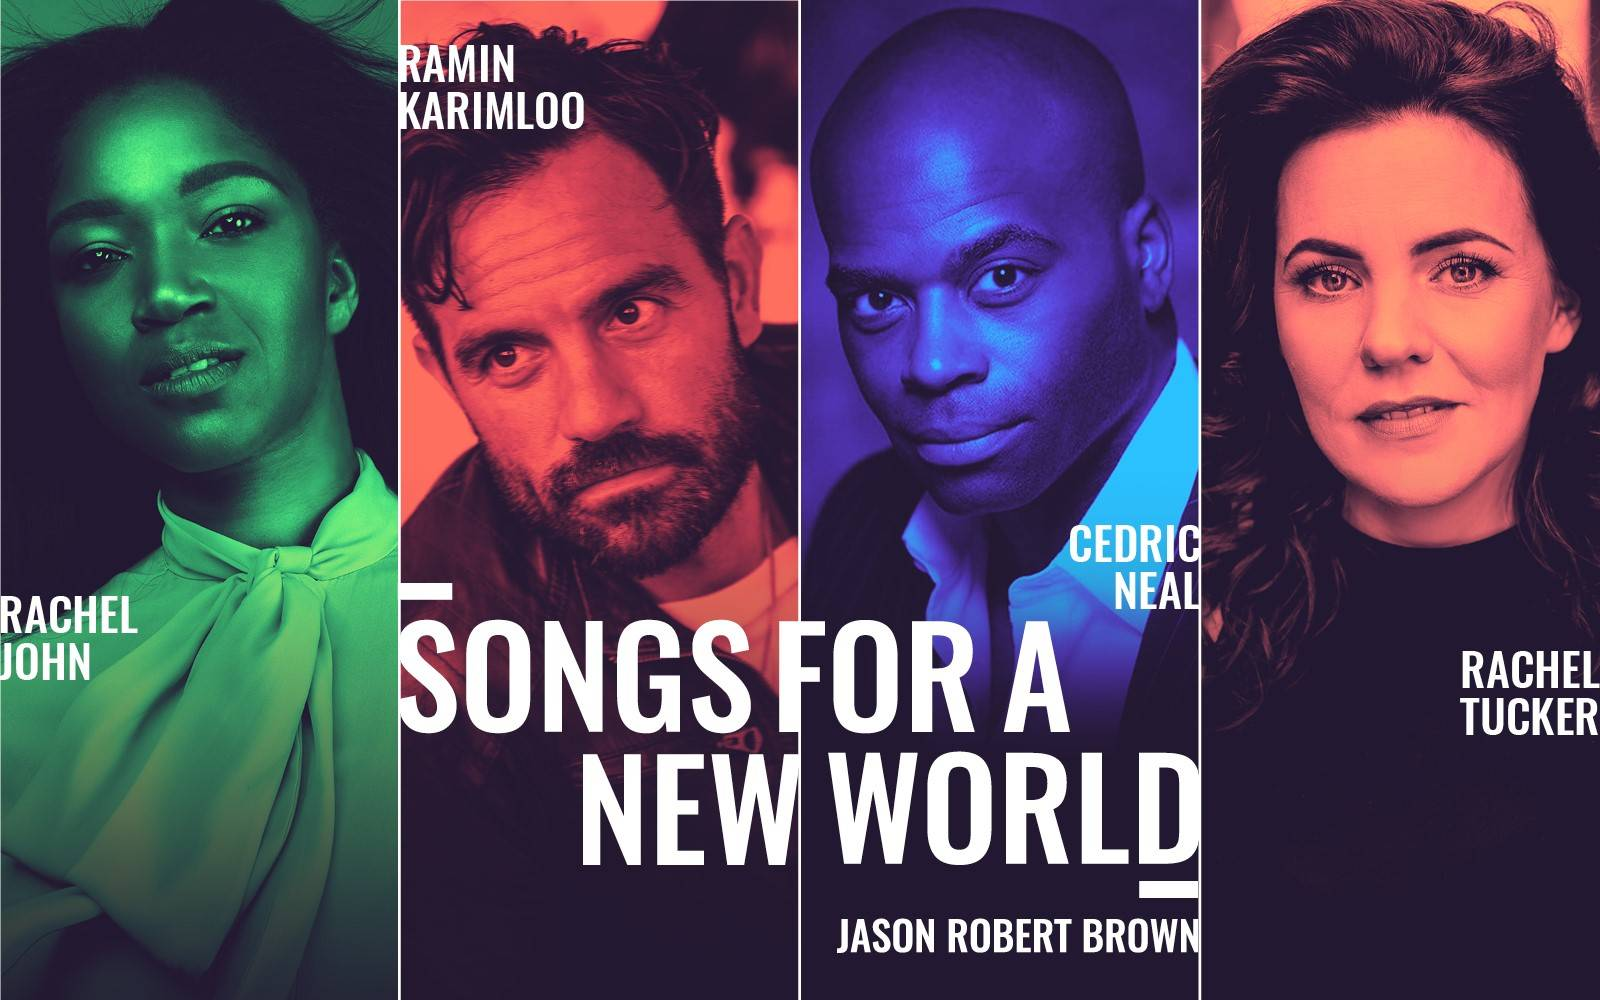 RAMIN
KARIMLOO
RACHEL
JOHN
CEDRIC
NEAL
RACHEL
TUCKER
SONGS FOR A
NEW WORLD
JASON ROBERT BROWN